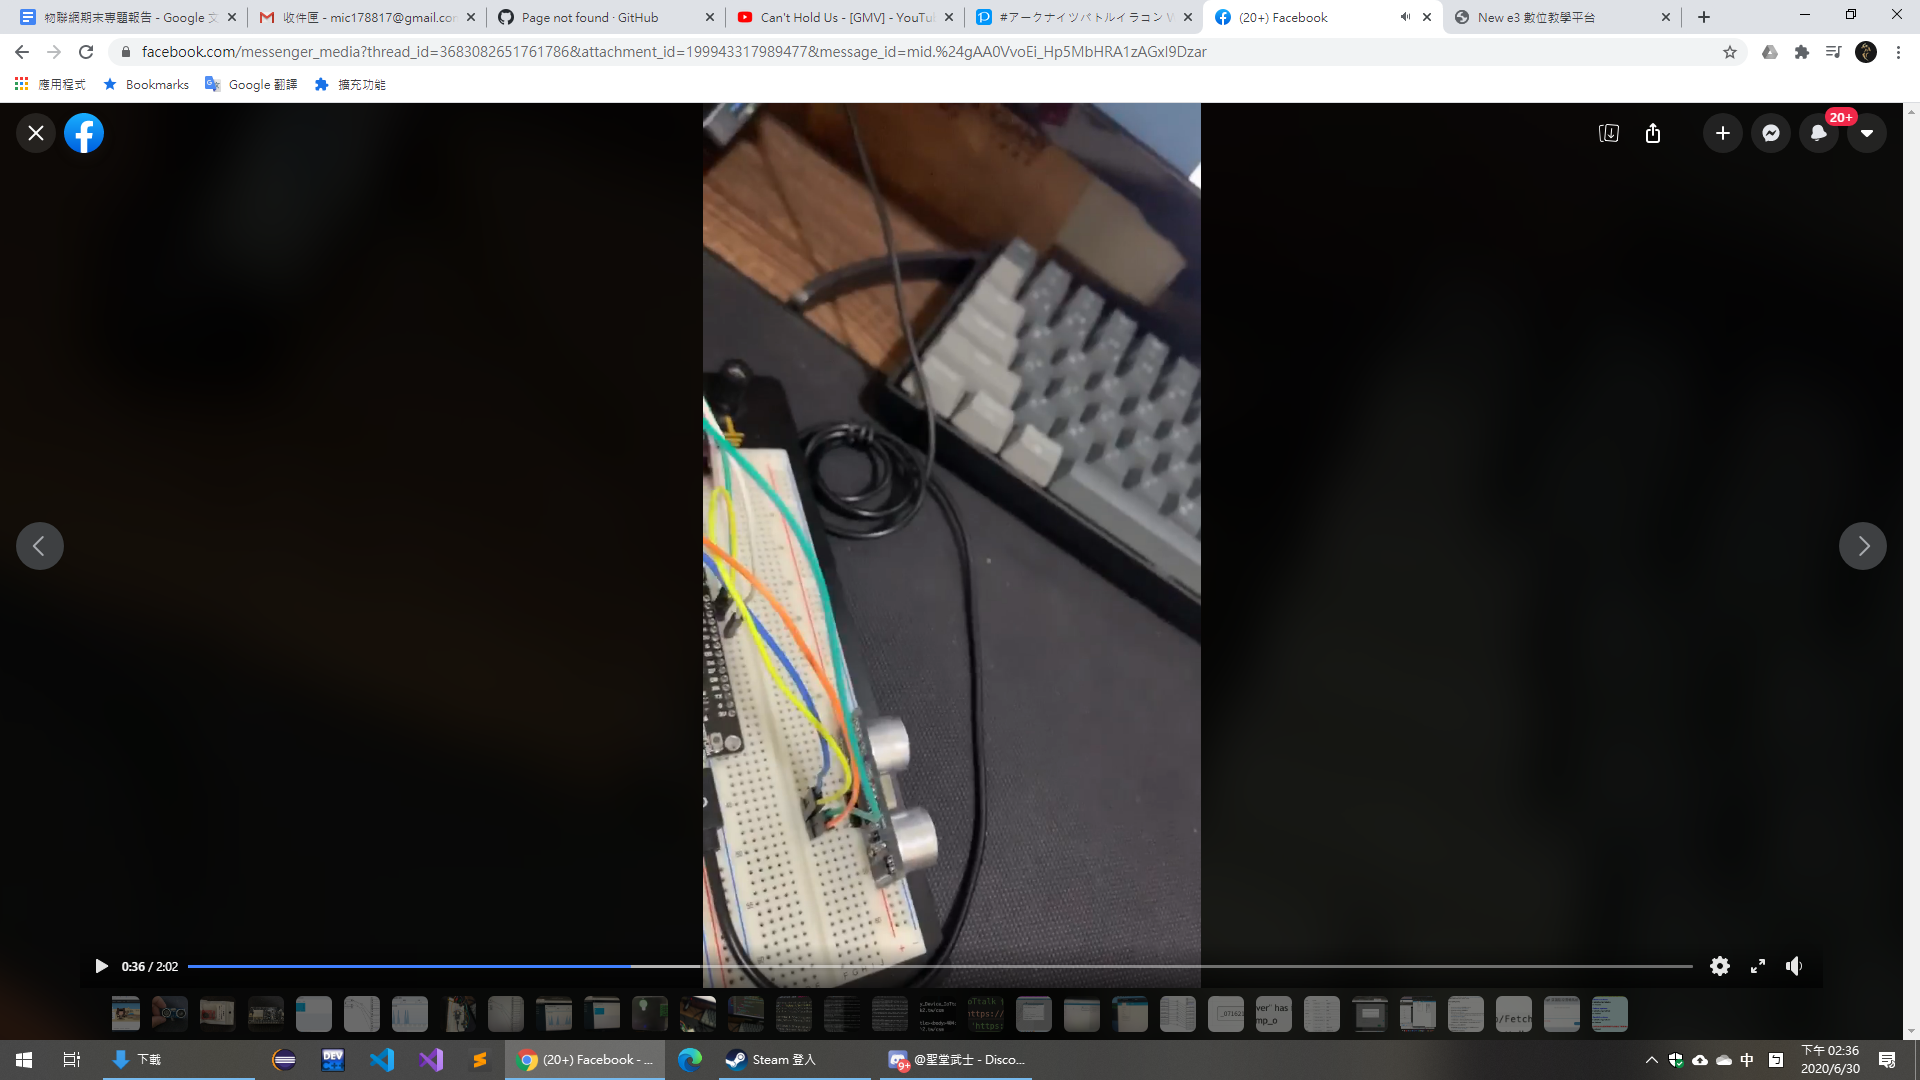 物聯網期末專題報告 - Google 文
收件匣 - mic178817@gmail.com
Page not found · GitHub
Can't Hold Us - [GMV] - YouTu
#アークナイツバトルイラコン W
(20+) Facebook
New e3 數位教學平台
facebook.com/messenger_media?thread_id=3683082651761786&attachment_id=199943317989477&message_id=mid.%24gAA0VvoEi_Hp5MbHRA1zAGxI9Dzar
應用程式
Bookmarks
Google 翻譯
擴充功能
20+
0:36 / 2:02
下載
DEV
(20+) Facebook - ...
Steam 登入
9+
@聖堂武士 - Disco...
中
下午 02:36
2020/6/30